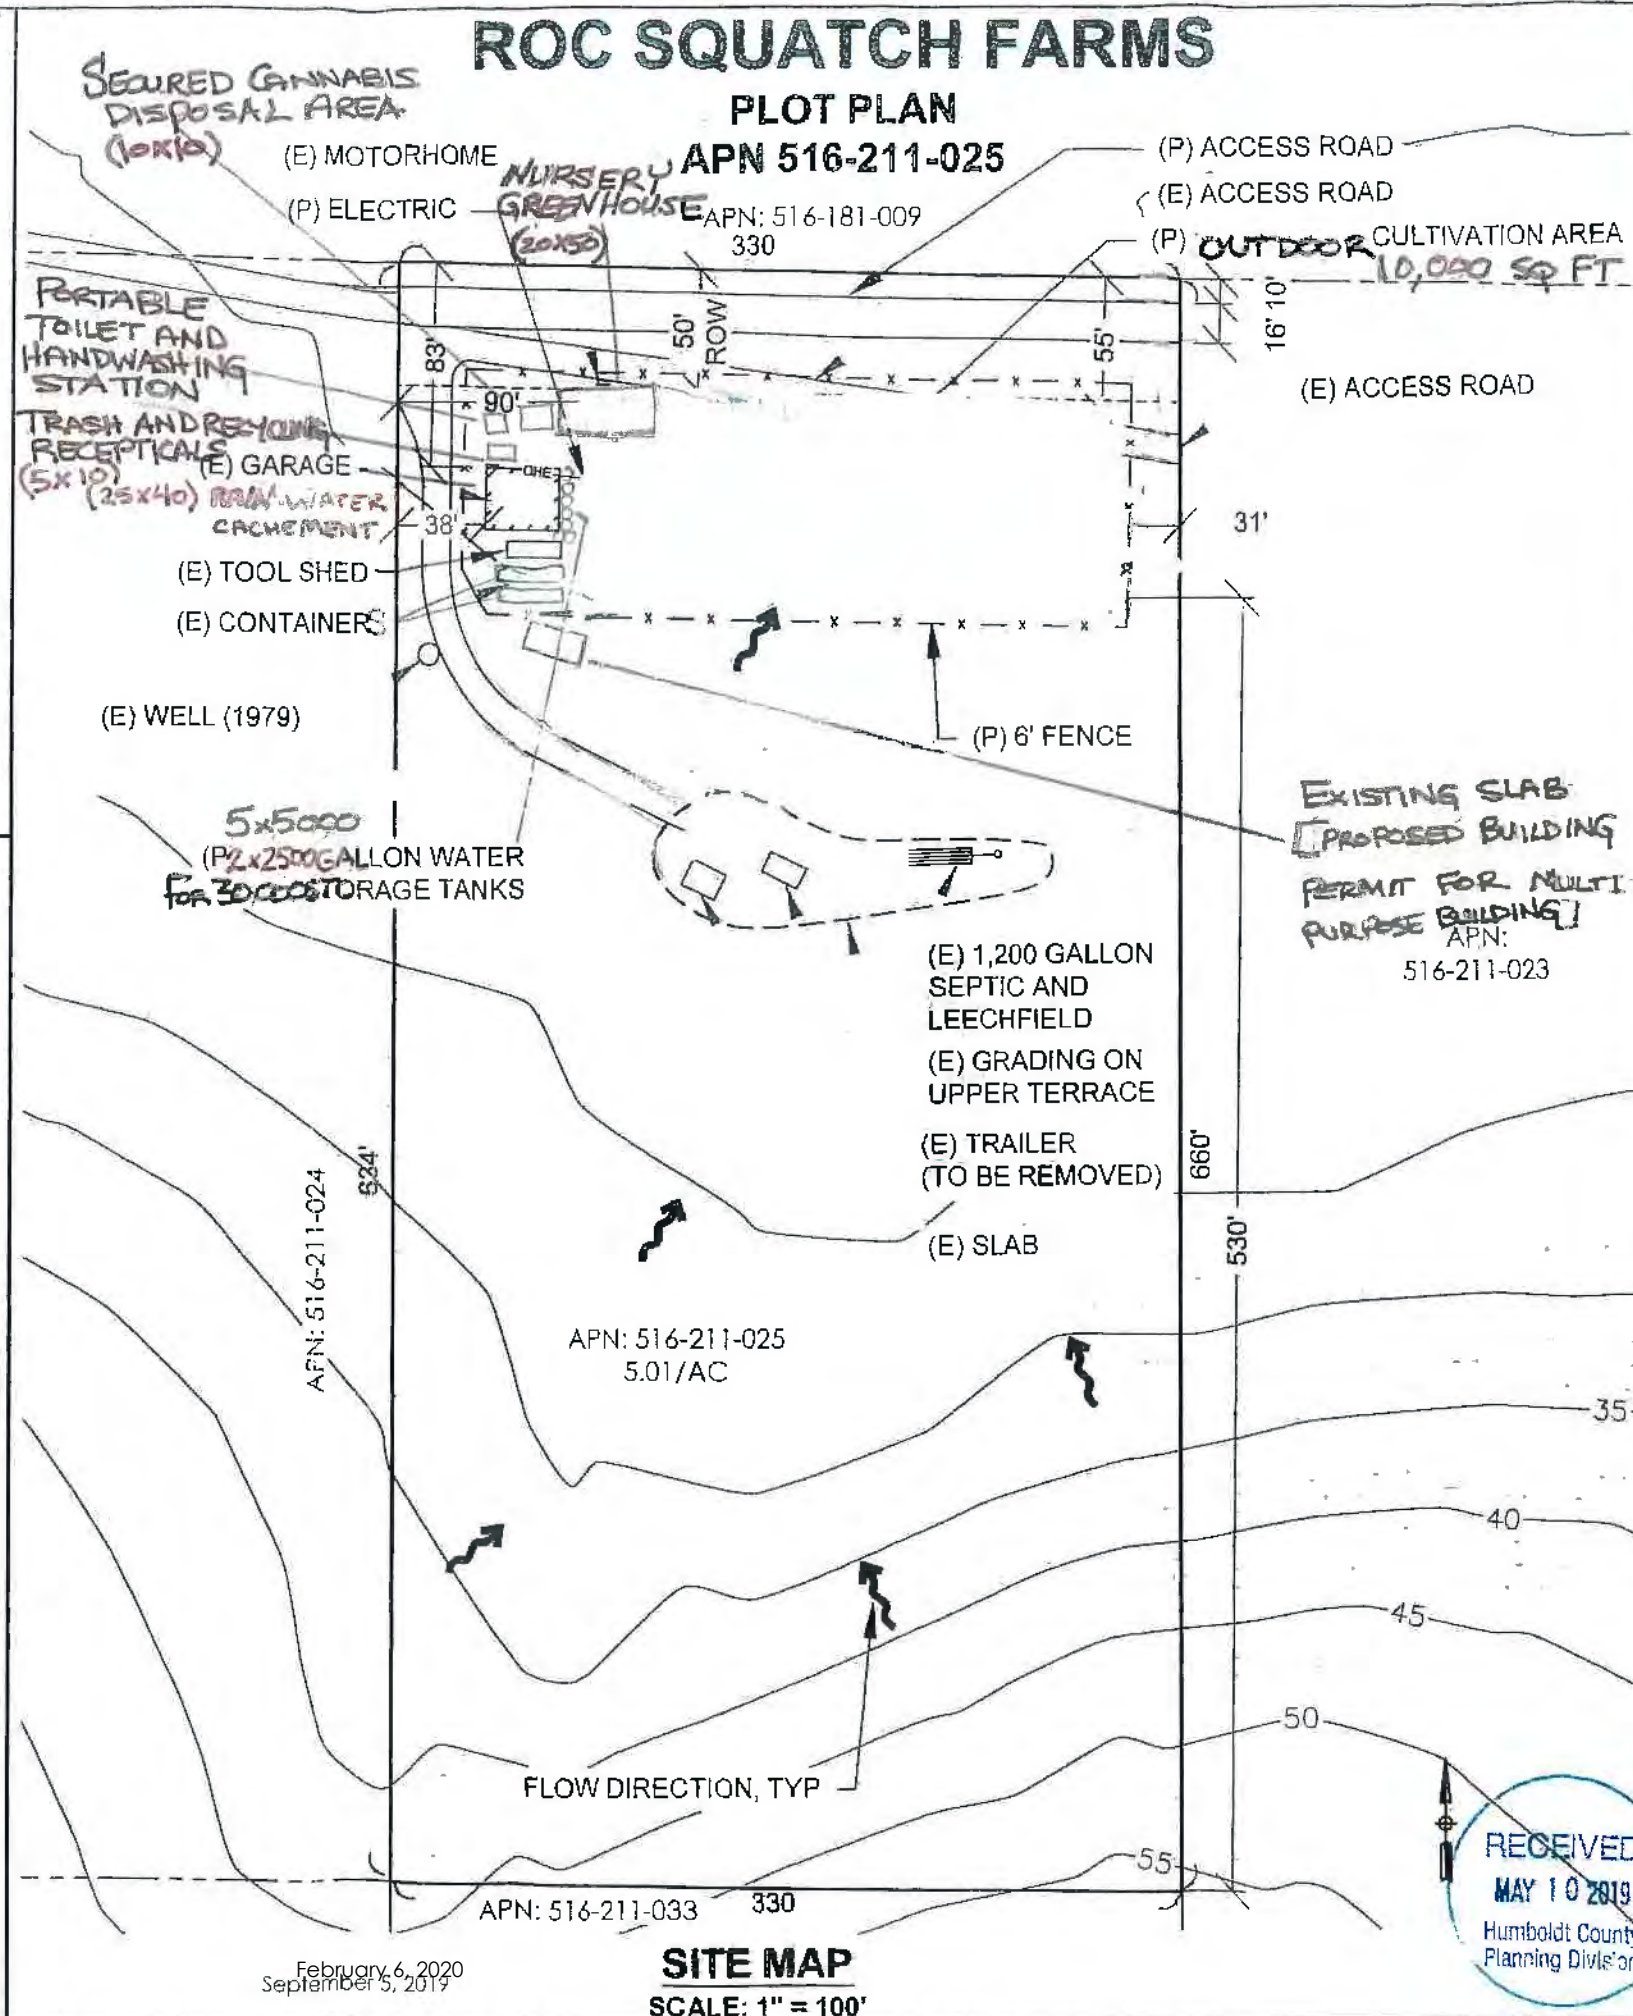 ROC SQUATCH FARMS
PLOT PLAN
APN 516-211-025
SECURED CANNABIS
DISPOSAL AREA
(10x10)
(E) MOTORHOME
(P) ELECTRIC
NURSERY
GREENHOUSE
(20x50)
APN: 516-181-009
330
(P) ACCESS ROAD
(E) ACCESS ROAD
(P) OUTDOOR CULTIVATION AREA
10,000 SQ FT
PORTABLE
TOILET AND
HANDWASHING
STATION
TRASH AND RECYCLING
RECEPTICALS
(5x10)
(E) GARAGE
(25x40) RAIN WATER
CACHEMENT
(E) TOOL SHED
(E) CONTAINERS
(E) WELL (1979)
83'
90'
38'
OHE
50'
ROW
55'
16' 10"
(E) ACCESS ROAD
31'
(P) 6' FENCE
5x5000
(P 2x2500 GALLON WATER
FOR 30000 STORAGE TANKS
EXISTING SLAB
[PROPOSED BUILDING
PERMIT FOR MULTI
PURPOSE BUILDING]
APN:
516-211-023
(E) 1,200 GALLON
SEPTIC AND
LEECHFIELD
(E) GRADING ON
UPPER TERRACE
(E) TRAILER
(TO BE REMOVED)
(E) SLAB
APN: 516-211-024
634'
660'
530'
APN: 516-211-025
5.01/AC
35
40
45
50
55
FLOW DIRECTION, TYP
APN: 516-211-033
330
RECEIVED
MAY 10 2019
Humboldt County
Planning Division
February 6, 2020
September 5, 2019
SITE MAP
SCALE: 1" = 100'